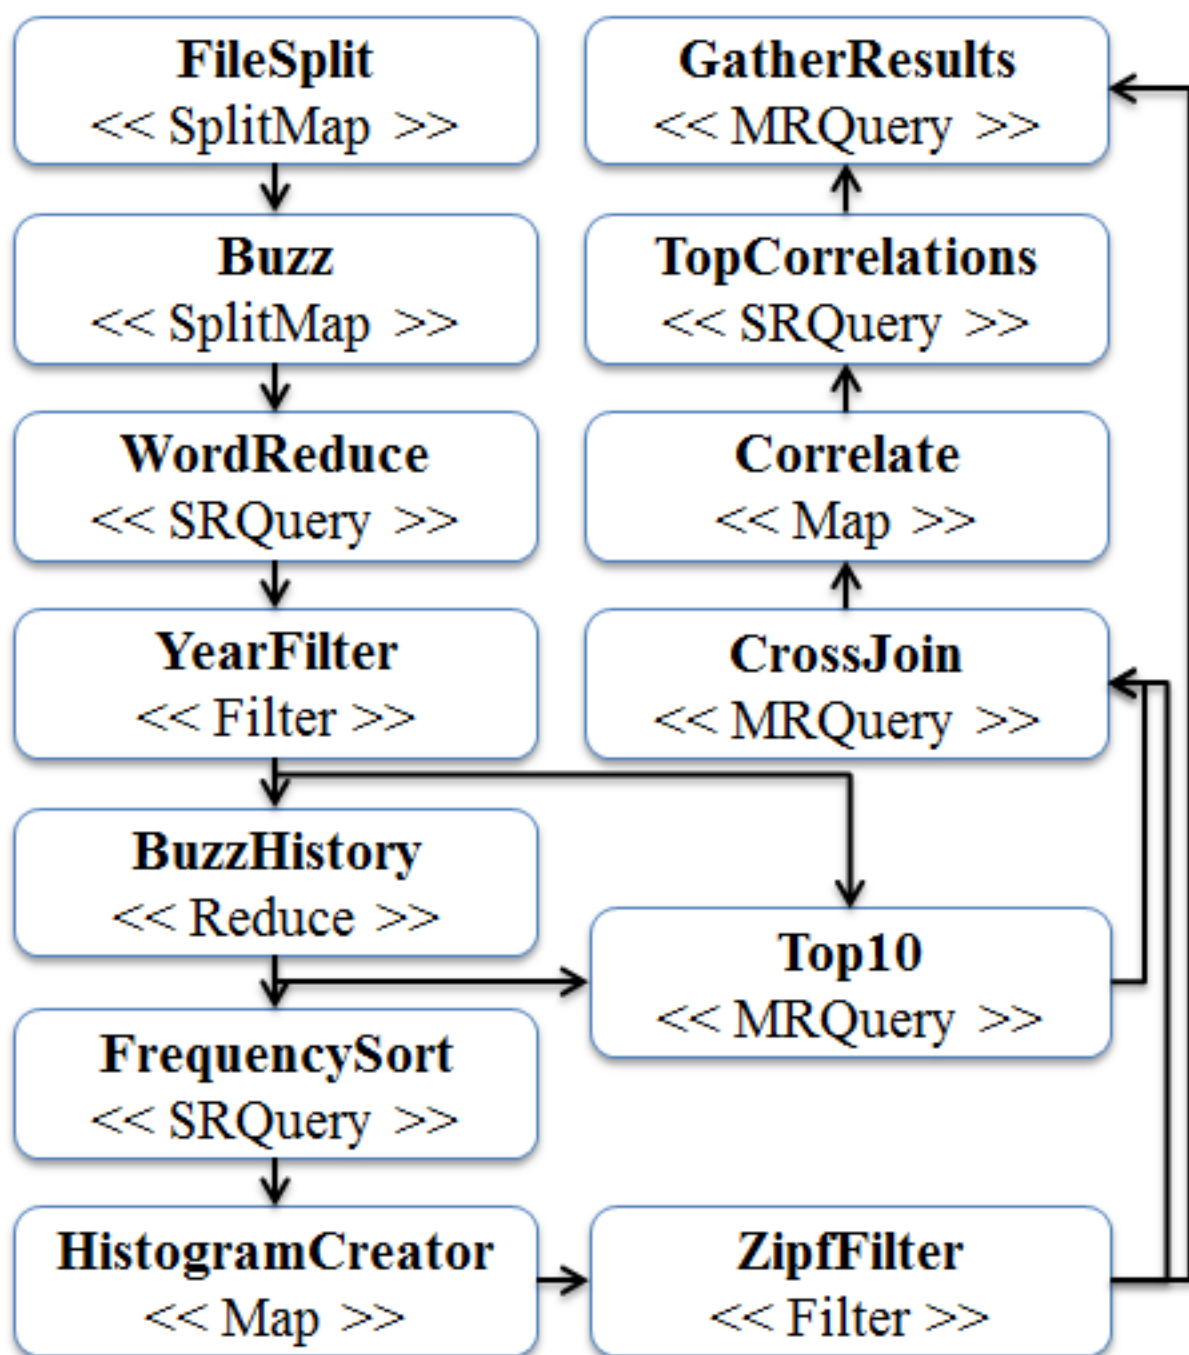 FileSplit
<< SplitMap >>
Buzz
<< SplitMap >>
WordReduce
<< SRQuery >>
YearFilter
<< Filter >>
BuzzHistory
<< Reduce >>
FrequencySort
<< SRQuery >>
HistogramCreator
<< Map >>
GatherResults
<< MRQuery >>
TopCorrelations
<< SRQuery >>
Correlate
<< Map >>
CrossJoin
<< MRQuery >>
Top10
<< MRQuery >>
ZipfFilter
<< Filter >>